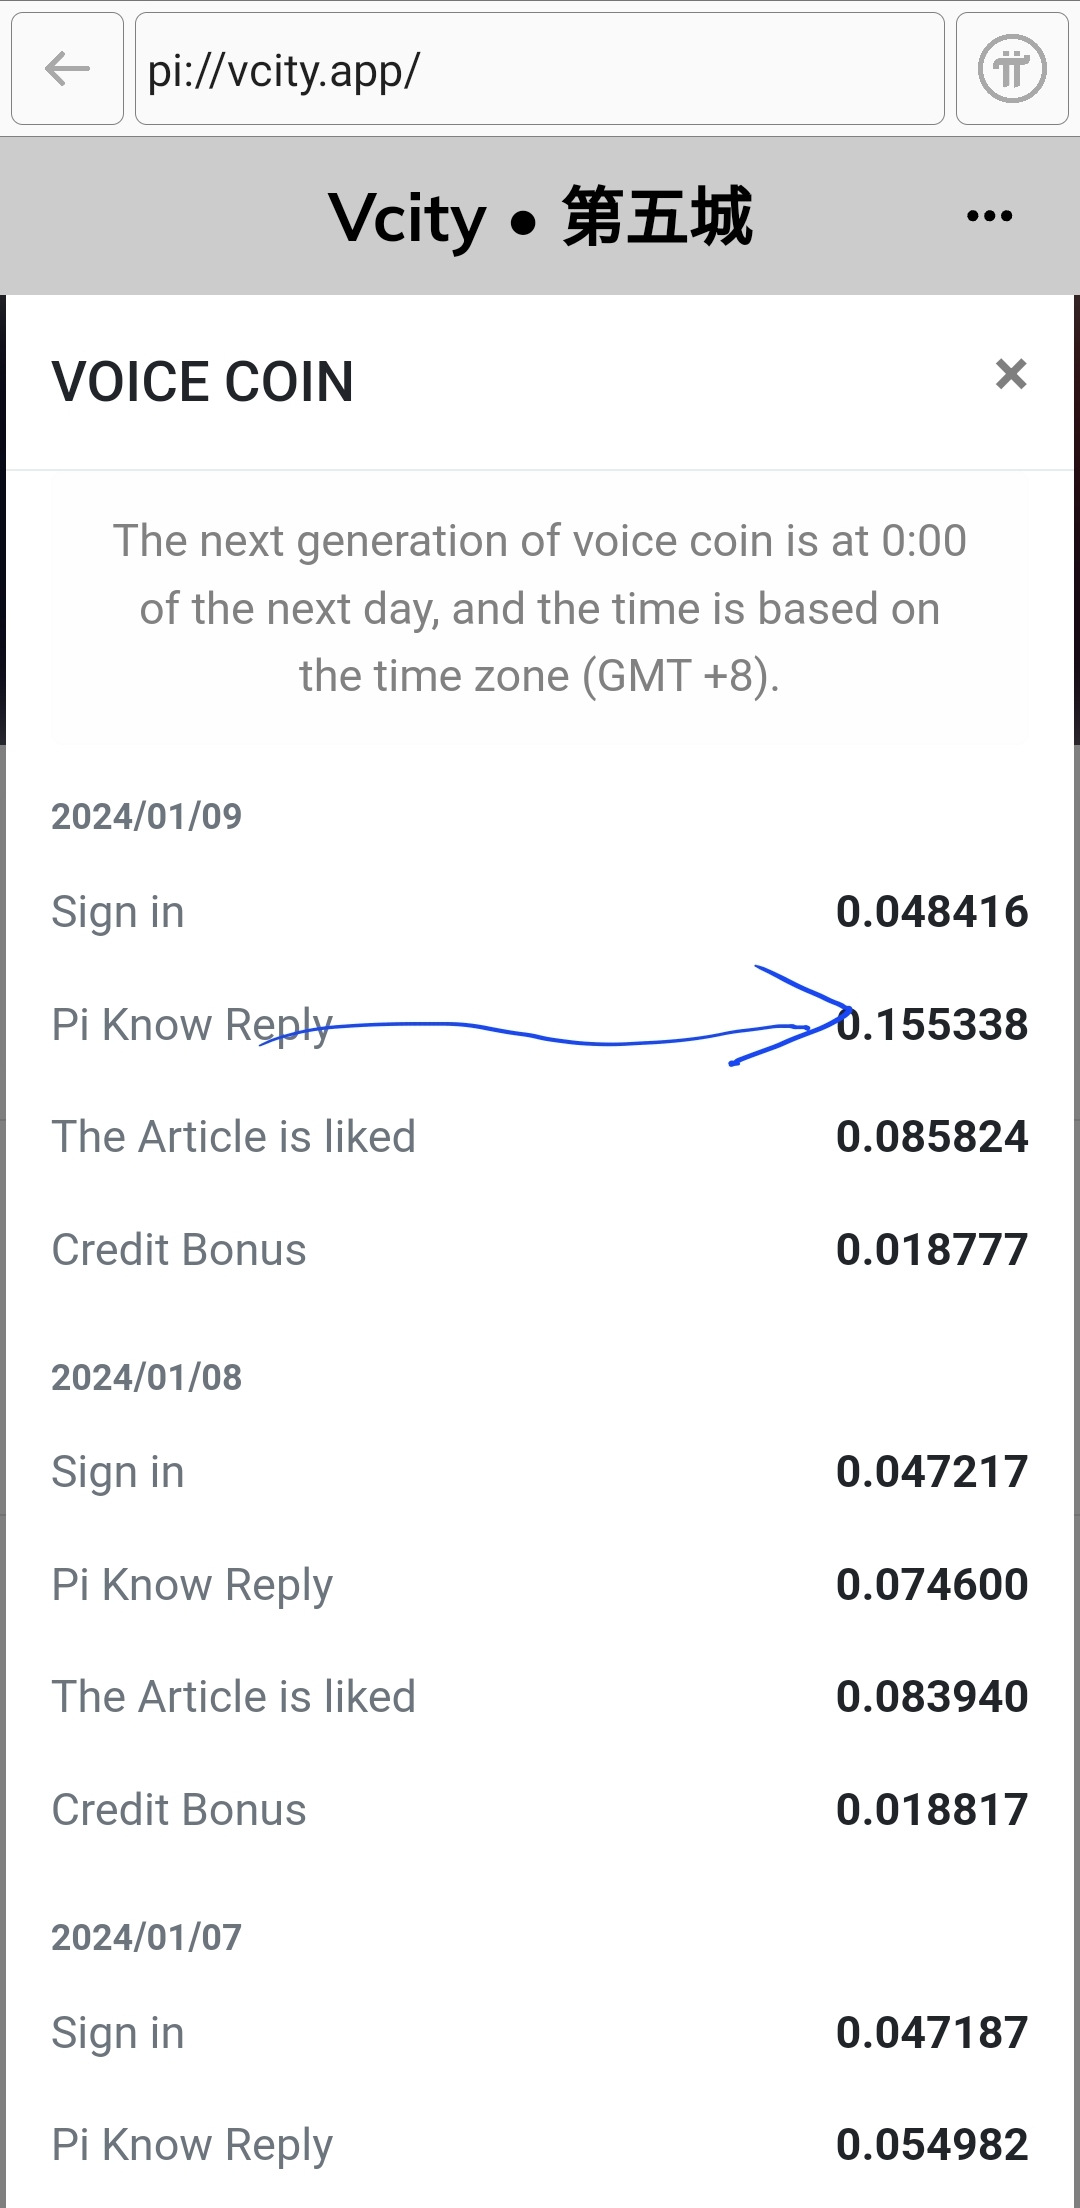 pi://vcity.app/
Vcity • 第五城
VOICE COIN
The next generation of voice coin is at 0:00
of the next day, and the time is based on
the time zone (GMT +8).
2024/01/09
Sign in 0.048416
Pi Know Reply 0.155338
The Article is liked 0.085824
Credit Bonus 0.018777
2024/01/08
Sign in 0.047217
Pi Know Reply 0.074600
The Article is liked 0.083940
Credit Bonus 0.018817
2024/01/07
Sign in 0.047187
Pi Know Reply 0.054982